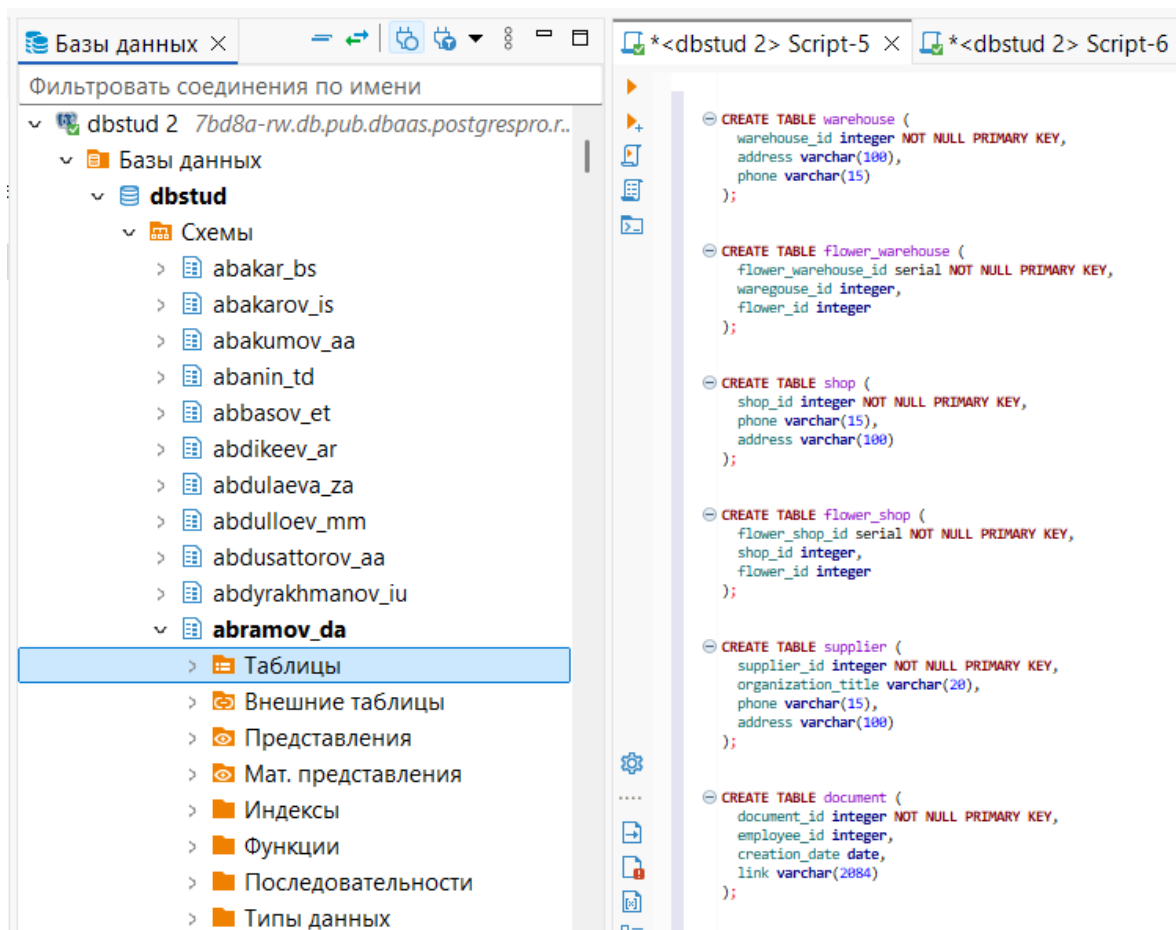 Базы данных
Фильтровать соединения по имени
dbstud 2 7bd8a-rw.db.pub.dbaas.postgrespro.r..
Базы данных
dbstud
Схемы
abakar_bs
abakarov_is
abakumov_aa
abanin_td
abbasov_et
abdikeev_ar
abdulaeva_za
abdulloev_mm
abdusattorov_aa
abdyrakhmanov_iu
abramov_da
Таблицы
Внешние таблицы
Представления
Мат. представления
Индексы
Функции
Последовательности
Типы данных
*<dbstud 2> Script-5
*<dbstud 2> Script-6
CREATE TABLE warehouse (
warehouse_id integer NOT NULL PRIMARY KEY,
address varchar(100),
phone varchar(15)
);
CREATE TABLE flower_warehouse (
flower_warehouse_id serial NOT NULL PRIMARY KEY,
waregouse_id integer,
flower_id integer
);
CREATE TABLE shop (
shop_id integer NOT NULL PRIMARY KEY,
phone varchar(15),
address varchar(100)
);
CREATE TABLE flower_shop (
flower_shop_id serial NOT NULL PRIMARY KEY,
shop_id integer,
flower_id integer
);
CREATE TABLE supplier (
supplier_id integer NOT NULL PRIMARY KEY,
organization_title varchar(20),
phone varchar(15),
address varchar(100)
);
CREATE TABLE document (
document_id integer NOT NULL PRIMARY KEY,
employee_id integer,
creation_date date,
link varchar(2084)
);